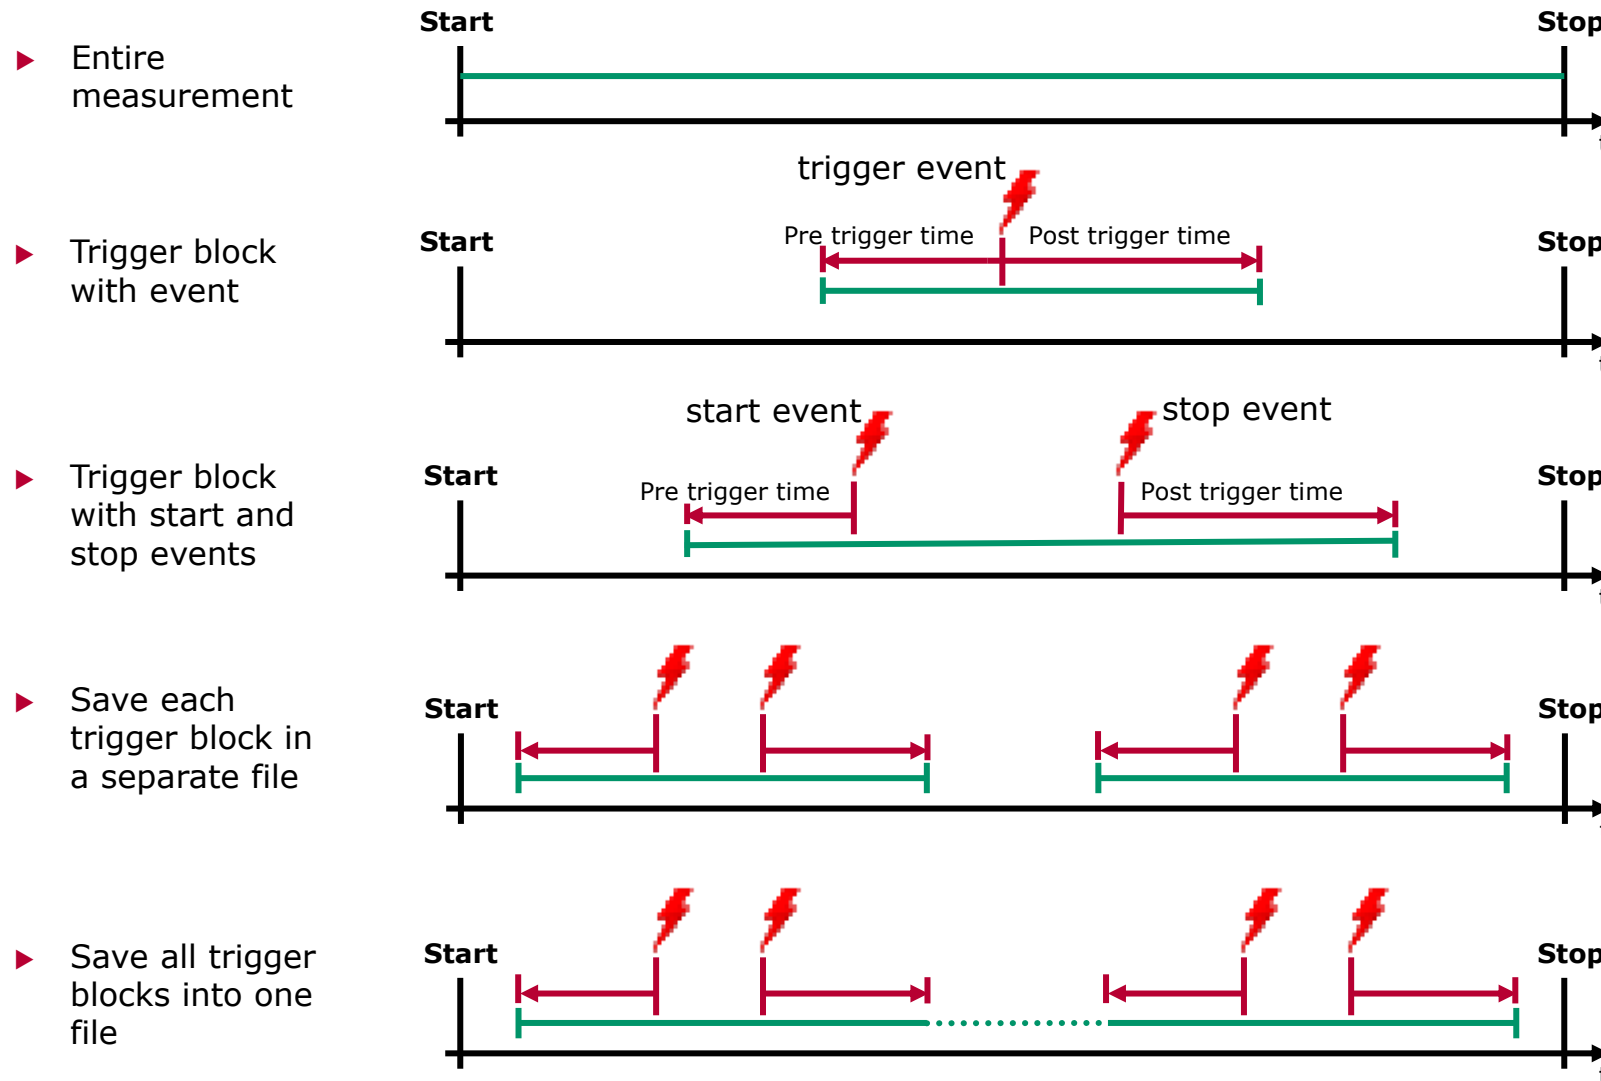 Start
Stop
Entire
measurement
trigger event
Pre trigger time
Post trigger time
Start
Stop
Trigger block
with event
start event
stop event
Pre trigger time
Post trigger time
Start
Stop
Trigger block
with start and
stop events
Start
Stop
Save each
trigger block in
a separate file
Start
Stop
Save all trigger
blocks into one
file